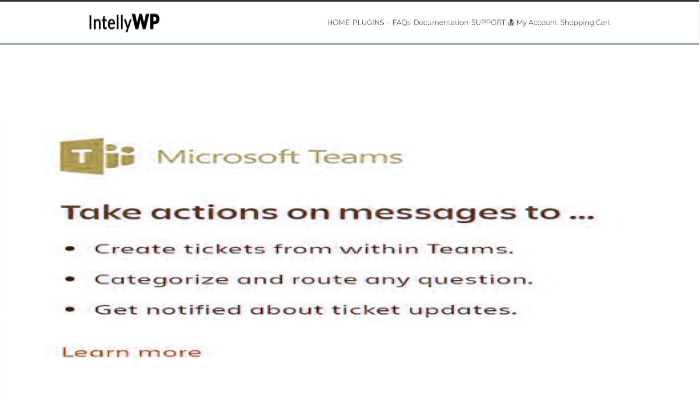 IntellyWP
HOME PLUGINS - FAQs Documentation SUPPORT My Account Shopping Cart
T
Microsoft Teams
Take actions on messages to ...
• Create tickets from within Teams.
• Categorize and route any question.
• Get notified about ticket updates.
Learn more